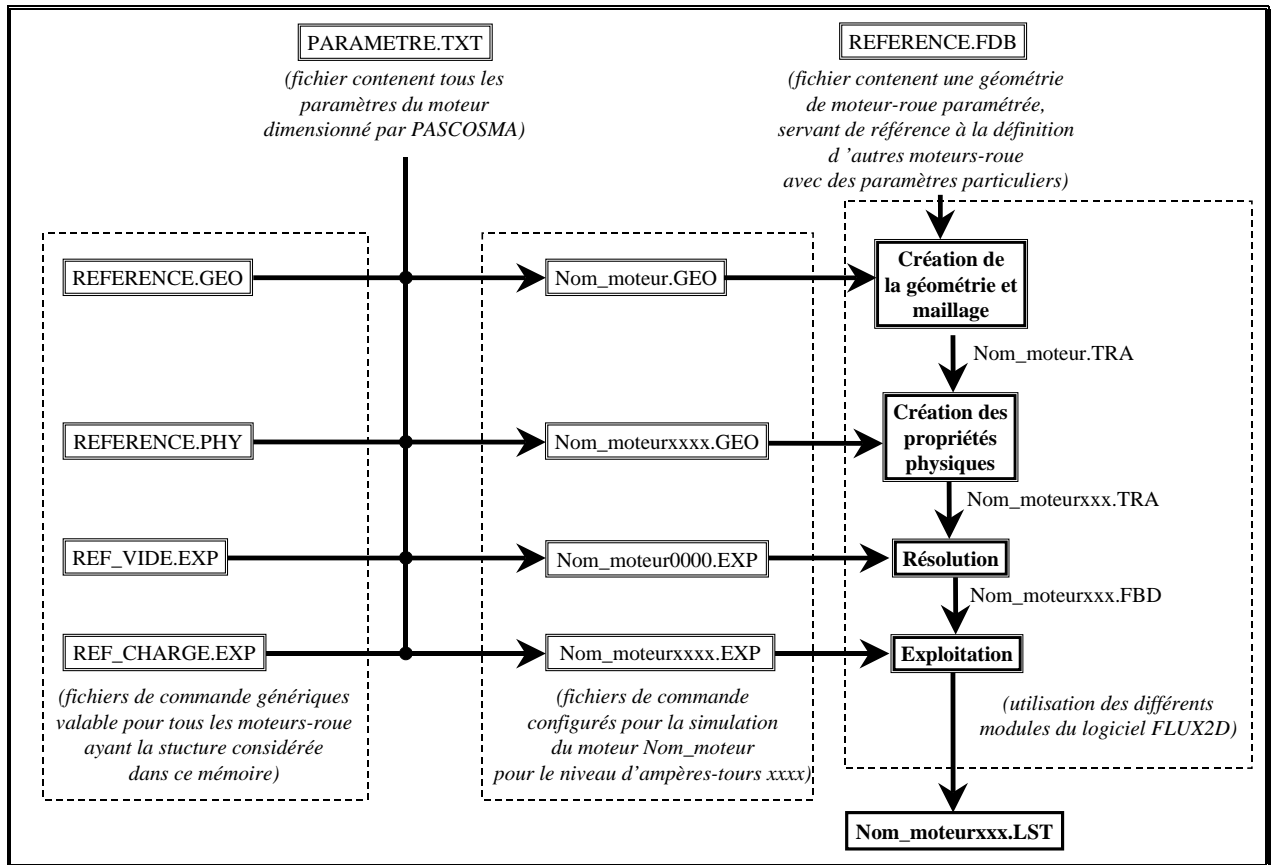 PARAMETRE.TXT
(fichier contenent tous les
paramètres du moteur
dimensionné par PASCOSMA)
REFERENCE.FDB
(fichier contenent une géométrie
de moteur-roue paramétrée,
servant de référence à la définition
d ’autres moteurs-roue
avec des paramètres particuliers)
REFERENCE.GEO
Nom_moteur.GEO
Création de
la géométrie et
maillage
Nom_moteur.TRA
REFERENCE.PHY
Nom_moteurxxxx.GEO
Création des
propriétés
physiques
Nom_moteurxxx.TRA
REF_VIDE.EXP
Nom_moteur0000.EXP
Résolution
Nom_moteurxxx.FBD
REF_CHARGE.EXP
Nom_moteurxxxx.EXP
Exploitation
(fichiers de commande génériques
valable pour tous les moteurs-roue
ayant la stucture considérée
dans ce mémoire)
(fichiers de commande
configurés pour la simulation
du moteur Nom_moteur
pour le niveau d’ampères-tours xxxx)
(utilisation des différents
modules du logiciel FLUX2D)
Nom_moteurxxx.LST